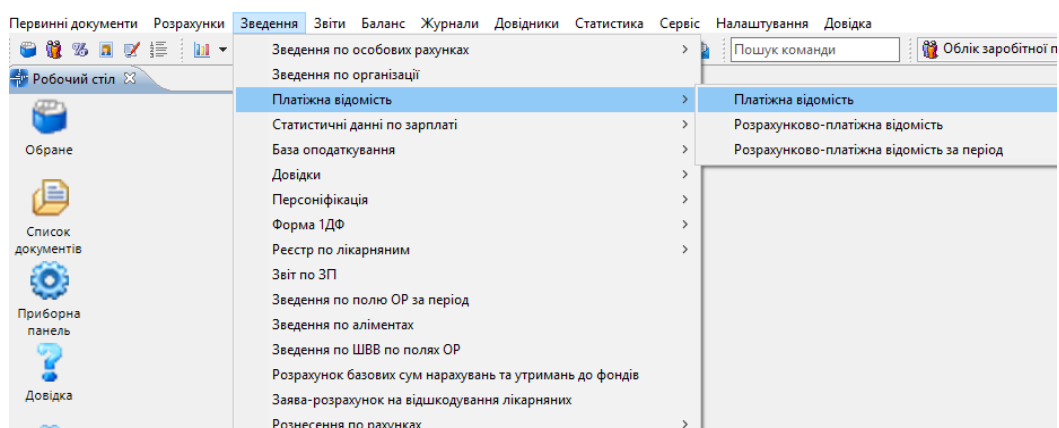 Первинні документи Розрахунки Зведення Звіти Баланс Журнали Довідники Статистика Сервіс Налаштування Довідка
Пошук команди
Облік заробітної
Робочий стіл
Обране
Список документів
Приборна панель
Довідка
Зведення по особових рахунках
Зведення по організації
Платіжна відомість
Статистичні данні по зарплаті
База оподаткування
Довідки
Персоніфікація
Форма 1ДФ
Реєстр по лікарняним
Звіт по ЗП
Зведення по полю ОР за період
Зведення по аліментах
Зведення по ШВВ по полях ОР
Розрахунок базових сум нарахувань та утримань до фондів
Заява-розрахунок на відшкодування лікарняних
Рознесення по рахунках
Платіжна відомість
Розрахунково-платіжна відомість
Розрахунково-платіжна відомість за період